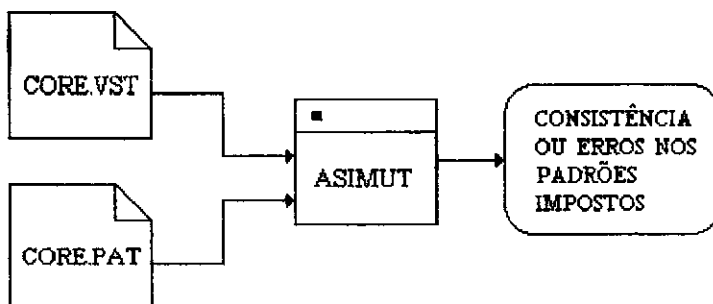 CORE.VST
CORE.PAT
ASIMUT
CONSISTÊNCIA
OU ERROS NOS
PADRÕES
IMPOSTOS